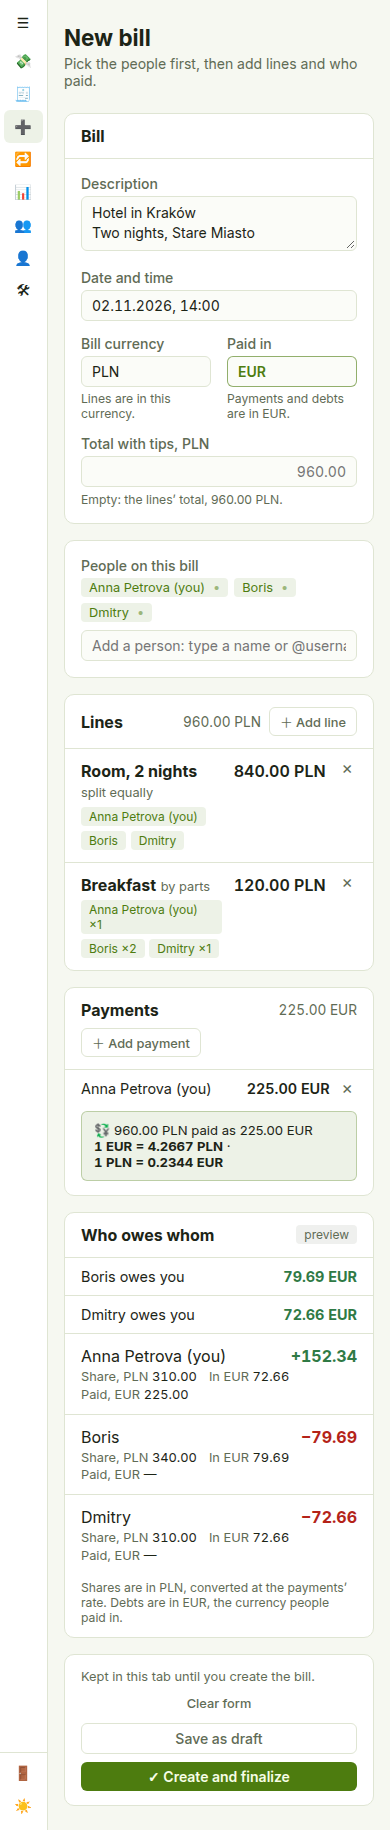 New bill
Pick the people first, then add lines and who
paid.
Bill
Description
Hotel in Kraków
Two nights, Stare Miasto
Date and time
02.11.2026, 14:00
Bill currency
Paid in
PLN
EUR
Lines are in this
currency.
Payments and debts
are in EUR.
Total with tips, PLN
960.00
Empty: the lines' total, 960.00 PLN.
People on this bill
Anna Petrova (you) •
Boris •
Dmitry •
Add a person: type a name or @userna
Lines
960.00 PLN
+ Add line
Room, 2 nights
840.00 PLN ×
split equally
Anna Petrova (you)
Boris
Dmitry
Breakfast by parts
120.00 PLN ×
Anna Petrova (you)
×1
Boris ×2
Dmitry ×1
Payments
225.00 EUR
+ Add payment
Anna Petrova (you)
225.00 EUR ×
💱 960.00 PLN paid as 225.00 EUR
1 EUR = 4.2667 PLN ·
1 PLN = 0.2344 EUR
Who owes whom
preview
Boris owes you
79.69 EUR
Dmitry owes you
72.66 EUR
Anna Petrova (you)
+152.34
Share, PLN 310.00 In EUR 72.66
Paid, EUR 225.00
Boris
−79.69
Share, PLN 340.00 In EUR 79.69
Paid, EUR —
Dmitry
−72.66
Share, PLN 310.00 In EUR 72.66
Paid, EUR —
Shares are in PLN, converted at the payments'
rate. Debts are in EUR, the currency people
paid in.
Kept in this tab until you create the bill.
Clear form
Save as draft
✓ Create and finalize